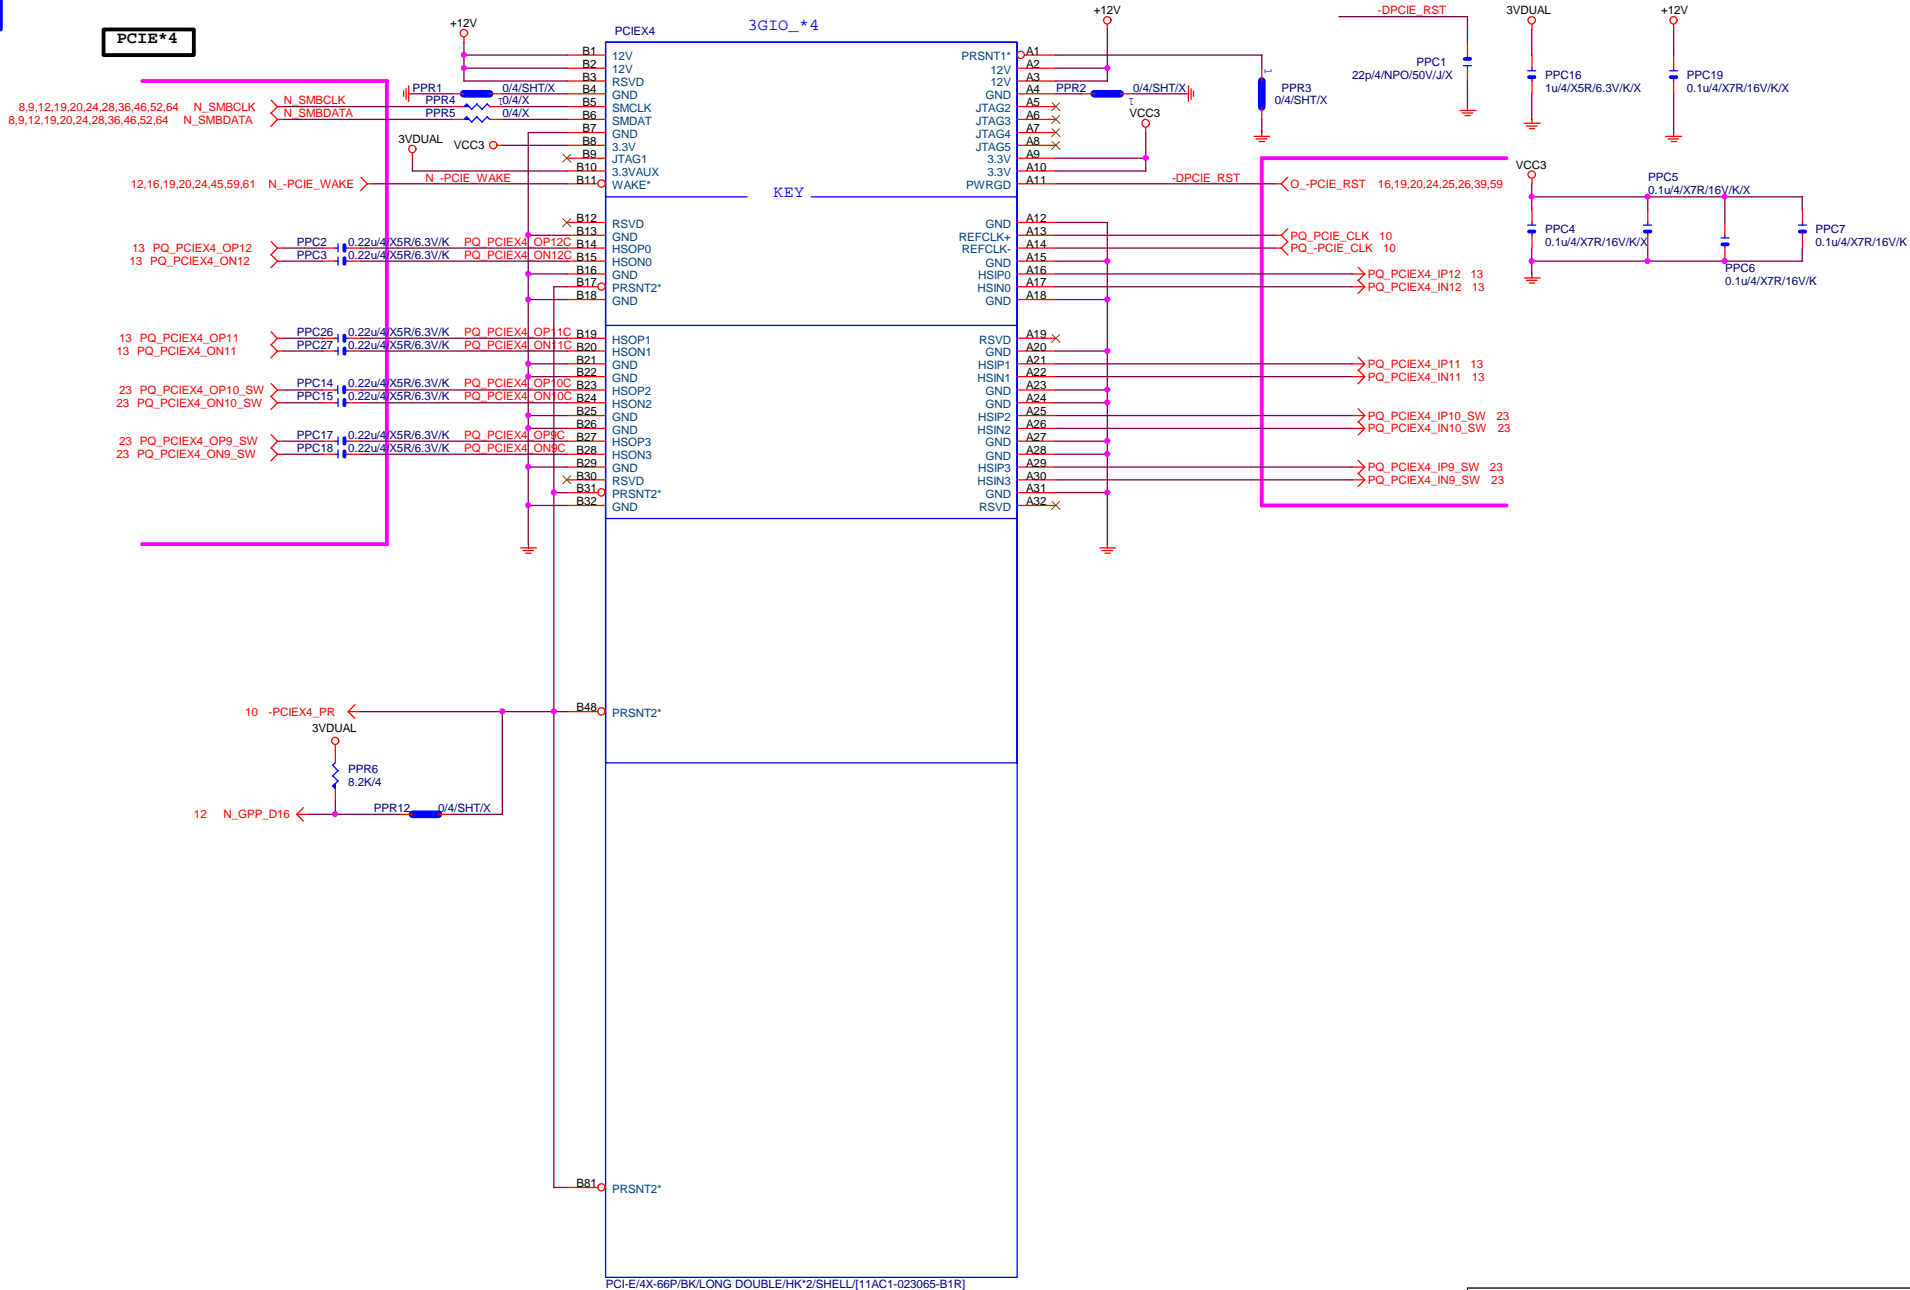 PCIE*4
+12V
PCIEX4
3GIO_*4
+12V
-DPCIE_RST
3VDUAL
+12V
PPC1
22p/4/NPO/50V/J/X
PPC16
1u/4/X5R/6.3V/K/X
PPC19
0.1u/4/X7R/16V/K/X
B1 12V
B2 12V
B3 RSVD
B4 GND
B5 SMCLK
B6 SMDAT
B7 GND
B8 3.3V
B9 JTAG1
B10 3.3VAUX
B11 WAKE*
PRSNT1* A1
12V A2
12V A3
GND A4
JTAG2 A5
JTAG3 A6
JTAG4 A7
JTAG5 A8
3.3V A9
3.3V A10
PWRGD A11
PPR1 0/4/SHT/X
1
PPR4 0/4/X
PPR5 0/4/X
8,9,12,19,20,24,28,36,46,52,64 N_SMBCLK N_SMBCLK
8,9,12,19,20,24,28,36,46,52,64 N_SMBDATA N_SMBDATA
3VDUAL
VCC3
12,16,19,20,24,45,59,61 N_-PCIE_WAKE N_-PCIE_WAKE
PPR2 0/4/SHT/X
1
VCC3
1
PPR3
0/4/SHT/X
-DPCIE_RST O_-PCIE_RST 16,19,20,24,25,26,39,59
VCC3
PPC5
0.1u/4/X7R/16V/K/X
PPC4
0.1u/4/X7R/16V/K/X
PPC7
0.1u/4/X7R/16V/K
PPC6
0.1u/4/X7R/16V/K
KEY
B12 RSVD
B13 GND
B14 HSOP0
B15 HSON0
B16 GND
B17 PRSNT2*
B18 GND
GND A12
REFCLK+ A13
REFCLK- A14
GND A15
HSIP0 A16
HSIN0 A17
GND A18
13 PQ_PCIEX4_OP12 PPC2 0.22u/4/X5R/6.3V/K PQ_PCIEX4_OP12C
13 PQ_PCIEX4_ON12 PPC3 0.22u/4/X5R/6.3V/K PQ_PCIEX4_ON12C
PQ_PCIE_CLK 10
PQ_-PCIE_CLK 10
PQ_PCIEX4_IP12 13
PQ_PCIEX4_IN12 13
B19 HSOP1
B20 HSON1
B21 GND
B22 GND
B23 HSOP2
B24 HSON2
B25 GND
B26 GND
B27 HSOP3
B28 HSON3
B29 GND
B30 RSVD
B31 PRSNT2*
B32 GND
RSVD A19
GND A20
HSIP1 A21
HSIN1 A22
GND A23
GND A24
HSIP2 A25
HSIN2 A26
GND A27
GND A28
HSIP3 A29
HSIN3 A30
GND A31
RSVD A32
13 PQ_PCIEX4_OP11 PPC26 0.22u/4/X5R/6.3V/K PQ_PCIEX4_OP11C
13 PQ_PCIEX4_ON11 PPC27 0.22u/4/X5R/6.3V/K PQ_PCIEX4_ON11C
23 PQ_PCIEX4_OP10_SW PPC14 0.22u/4/X5R/6.3V/K PQ_PCIEX4_OP10C
23 PQ_PCIEX4_ON10_SW PPC15 0.22u/4/X5R/6.3V/K PQ_PCIEX4_ON10C
23 PQ_PCIEX4_OP9_SW PPC17 0.22u/4/X5R/6.3V/K PQ_PCIEX4_OP9C
23 PQ_PCIEX4_ON9_SW PPC18 0.22u/4/X5R/6.3V/K PQ_PCIEX4_ON9C
PQ_PCIEX4_IP11 13
PQ_PCIEX4_IN11 13
PQ_PCIEX4_IP10_SW 23
PQ_PCIEX4_IN10_SW 23
PQ_PCIEX4_IP9_SW 23
PQ_PCIEX4_IN9_SW 23
10 -PCIEX4_PR
B48 PRSNT2*
3VDUAL
PPR6
8.2K/4
12 N_GPP_D16
PPR12 0/4/SHT/X
B81 PRSNT2*
PCI-E/4X-66P/BK/LONG DOUBLE/HK*2/SHELL/[11AC1-023065-B1R]